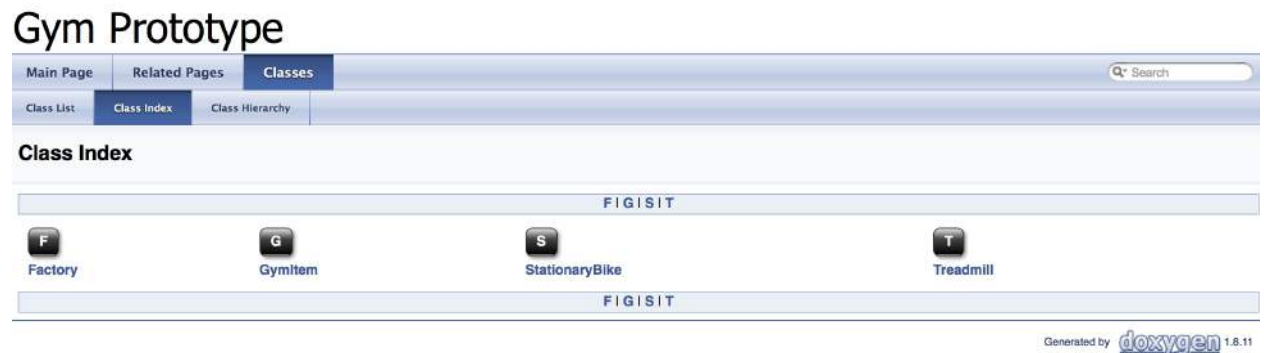 Gym Prototype
Main Page Related Pages Classes Search
Class List Class Index Class Hierarchy
Class Index
F | G | S | T
F G S T
Factory GymItem StationaryBike Treadmill
F | G | S | T
Generated by doxygen 1.8.11